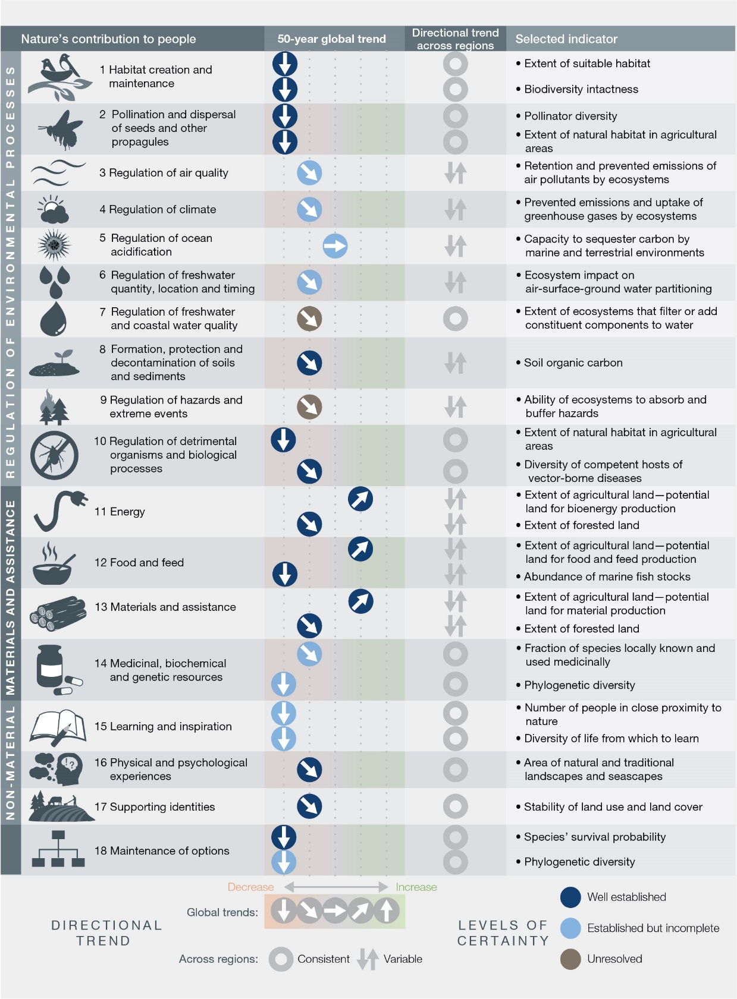 Nature's contribution to people
50-year global trend
Directional trend
across regions
Selected indicator
REGULATION OF ENVIRONMENTAL PROCESSES
1 Habitat creation and
maintenance
• Extent of suitable habitat
• Biodiversity intactness
2 Pollination and dispersal
of seeds and other
propagules
• Pollinator diversity
• Extent of natural habitat in agricultural
areas
3 Regulation of air quality
• Retention and prevented emissions of
air pollutants by ecosystems
4 Regulation of climate
• Prevented emissions and uptake of
greenhouse gases by ecosystems
5 Regulation of ocean
acidification
• Capacity to sequester carbon by
marine and terrestrial environments
6 Regulation of freshwater
quantity, location and timing
• Ecosystem impact on
air-surface-ground water partitioning
7 Regulation of freshwater
and coastal water quality
• Extent of ecosystems that filter or add
constituent components to water
8 Formation, protection and
decontamination of soils
and sediments
• Soil organic carbon
9 Regulation of hazards and
extreme events
• Ability of ecosystems to absorb and
buffer hazards
10 Regulation of detrimental
organisms and biological
processes
• Extent of natural habitat in agricultural
areas
• Diversity of competent hosts of
vector-borne diseases
MATERIALS AND ASSISTANCE
11 Energy
• Extent of agricultural land—potential
land for bioenergy production
• Extent of forested land
12 Food and feed
• Extent of agricultural land—potential
land for food and feed production
• Abundance of marine fish stocks
13 Materials and assistance
• Extent of agricultural land—potential
land for material production
• Extent of forested land
14 Medicinal, biochemical
and genetic resources
• Fraction of species locally known and
used medicinally
• Phylogenetic diversity
NON-MATERIAL
15 Learning and inspiration
• Number of people in close proximity to
nature
• Diversity of life from which to learn
16 Physical and psychological
experiences
• Area of natural and traditional
landscapes and seascapes
17 Supporting identities
• Stability of land use and land cover
18 Maintenance of options
• Species' survival probability
• Phylogenetic diversity
Decrease
Increase
Global trends:
DIRECTIONAL
TREND
Across regions:
Consistent
Variable
LEVELS OF
CERTAINTY
Well established
Established but incomplete
Unresolved